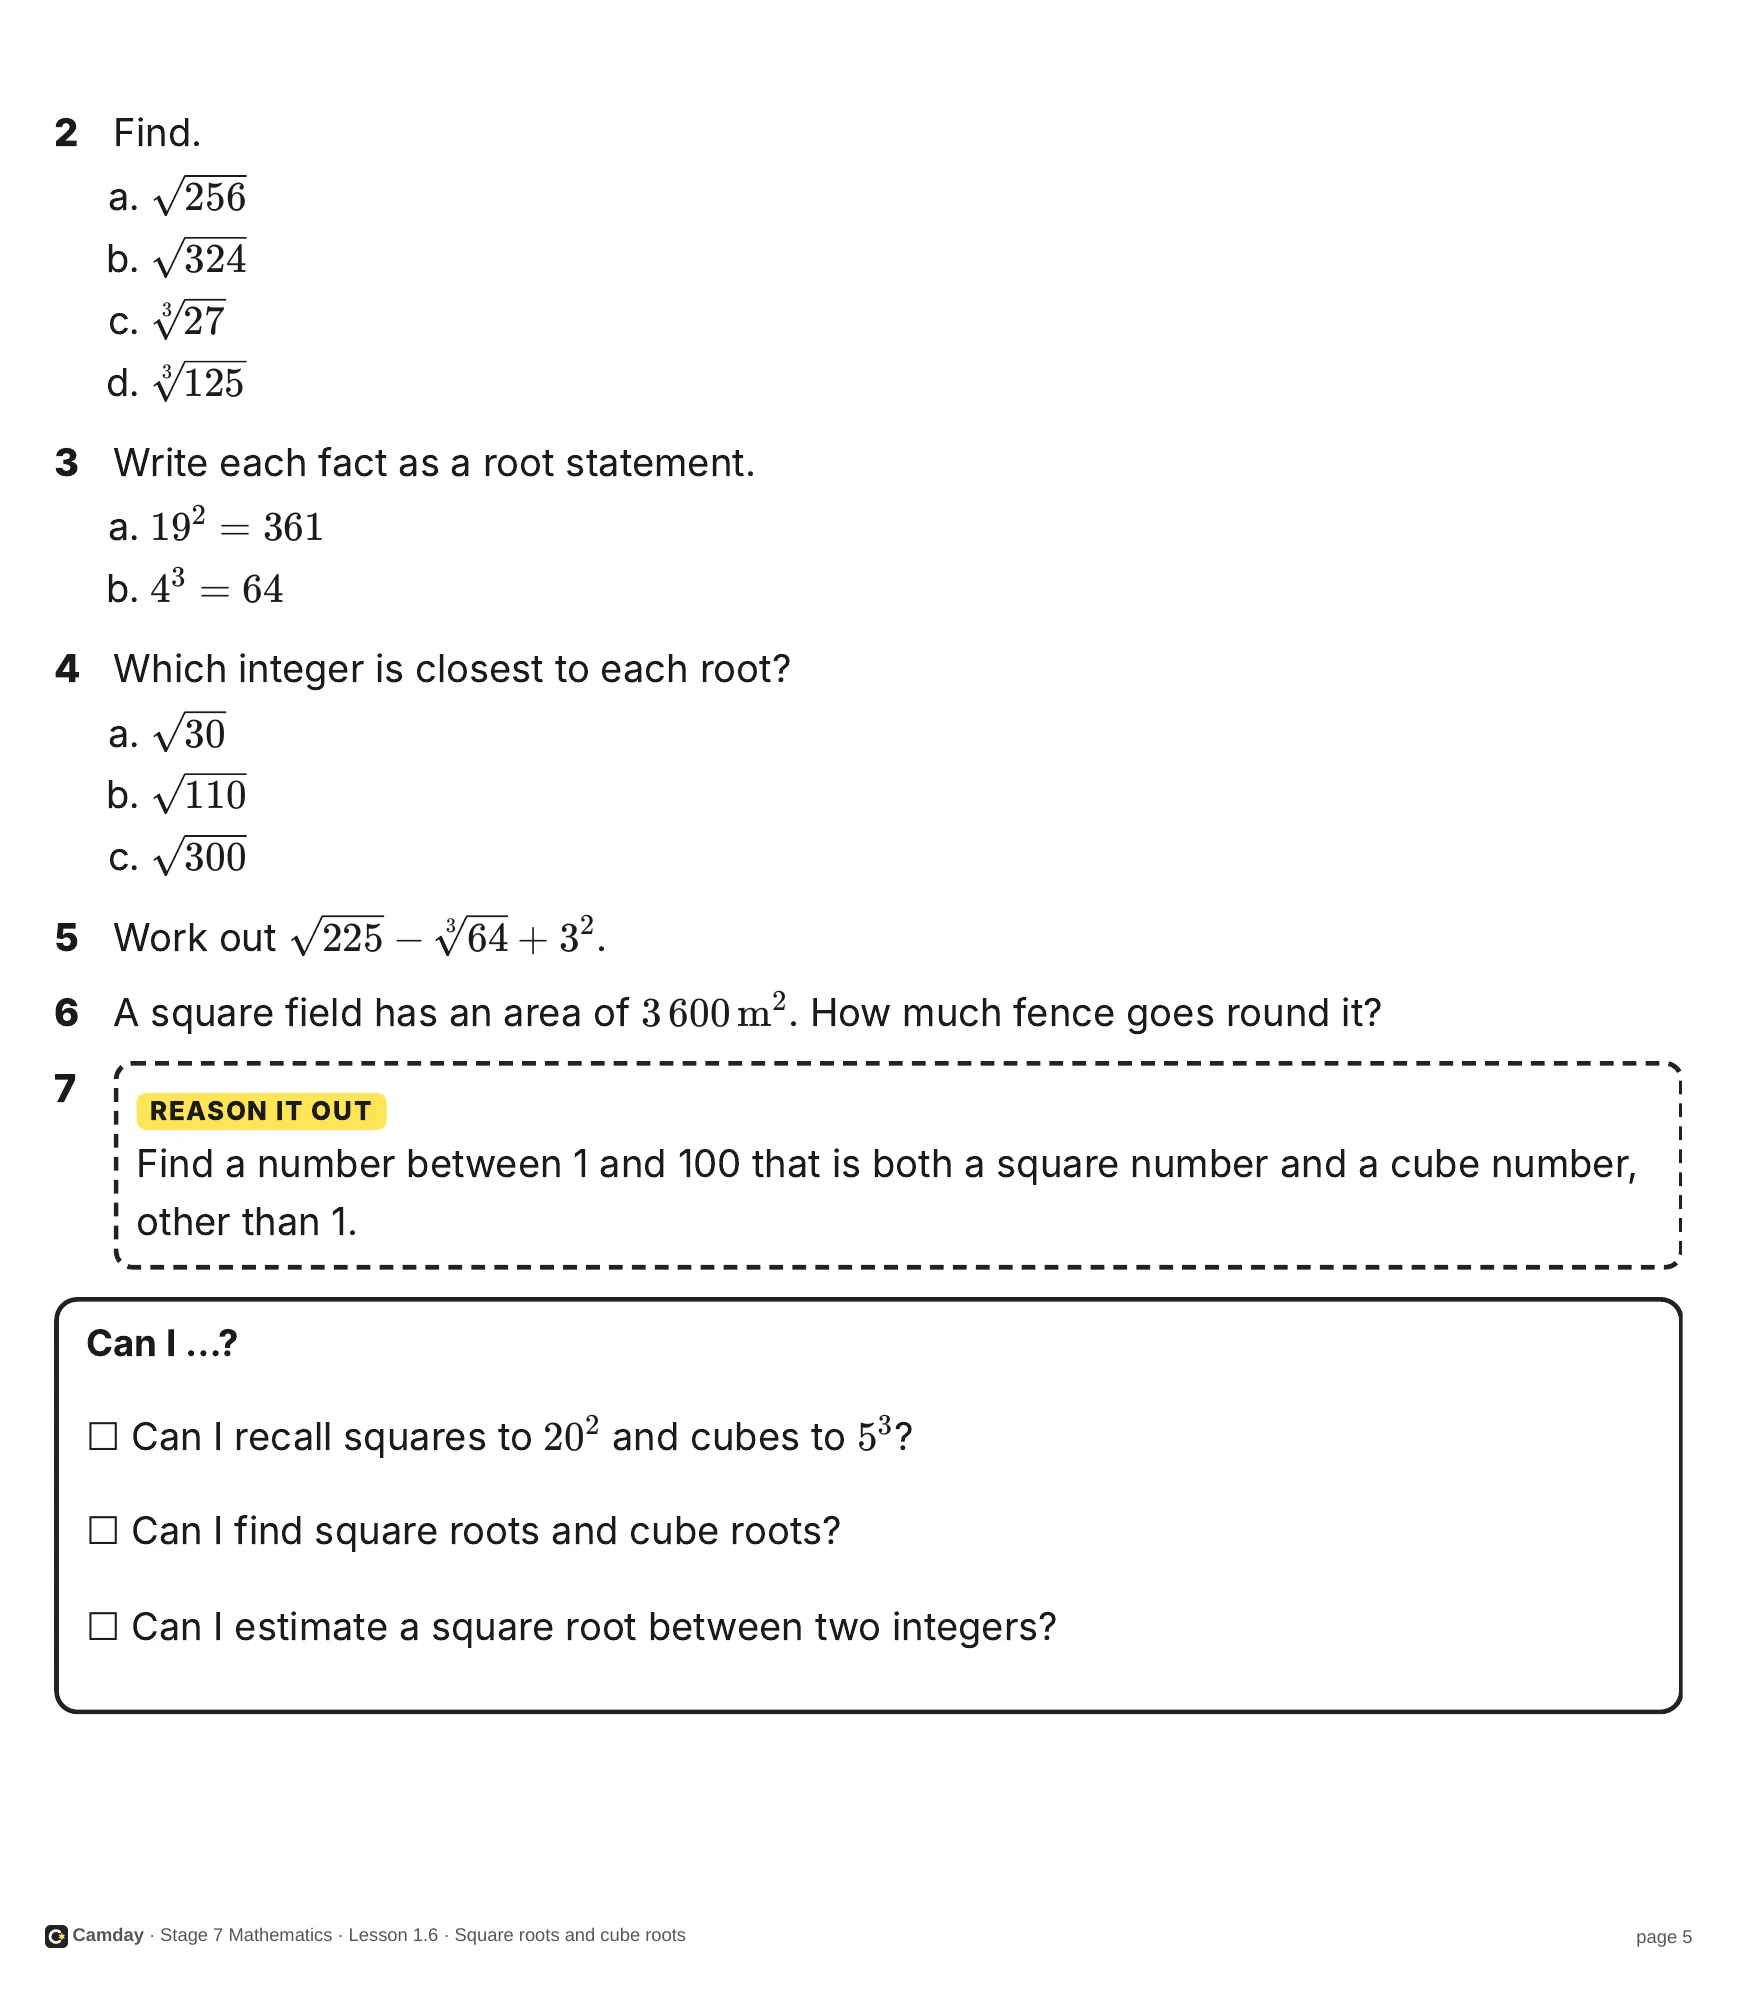 2 Find.
a. √256
b. √324
c. ∛27
d. ∛125
3 Write each fact as a root statement.
a. 19² = 361
b. 4³ = 64
4 Which integer is closest to each root?
a. √30
b. √110
c. √300
5 Work out √225 − ∛64 + 3².
6 A square field has an area of 3 600 m². How much fence goes round it?
7
REASON IT OUT
Find a number between 1 and 100 that is both a square number and a cube number,
other than 1.
Can I ...?
☐ Can I recall squares to 20² and cubes to 5³?
☐ Can I find square roots and cube roots?
☐ Can I estimate a square root between two integers?
Camday · Stage 7 Mathematics · Lesson 1.6 · Square roots and cube roots
page 5